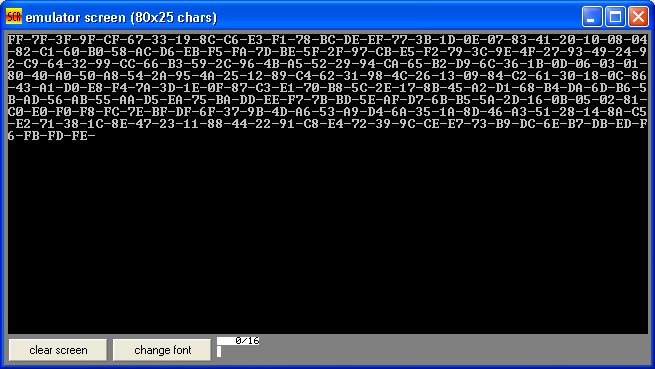 emulator screen (80x25 chars)
FF-7F-3F-9F-CF-67-33-19-8C-C6-E3-F1-78-BC-DE-EF-77-3B-1D-0E-07-83-41-20-10-08-04
-82-C1-60-B0-58-AC-D6-EB-F5-FA-7D-BE-5F-2F-97-CB-E5-F2-79-3C-9E-4F-27-93-49-24-9
2-C9-64-32-99-CC-66-B3-59-2C-96-4B-A5-52-29-94-CA-65-B2-D9-6C-36-1B-0D-06-03-01-
80-40-A0-50-A8-54-2A-95-4A-25-12-89-C4-62-31-98-4C-26-13-09-84-C2-61-30-18-0C-86
-43-A1-D0-E8-F4-7A-3D-1E-0F-87-C3-E1-70-B8-5C-2E-17-8B-45-A2-D1-68-B4-DA-6D-B6-5
B-AD-56-AB-55-AA-D5-EA-75-BA-DD-EE-F7-7B-BD-5E-AF-D7-6B-B5-5A-2D-16-0B-05-02-81-
C0-E0-F0-F8-FC-7E-BF-DF-6F-37-9B-4D-A6-53-A9-D4-6A-35-1A-8D-46-A3-51-28-14-8A-C5
-E2-71-38-1C-8E-47-23-11-88-44-22-91-C8-E4-72-39-9C-CE-E7-73-B9-DC-6E-B7-DB-ED-F
6-FB-FD-FE-
clear screen
change font
0/16